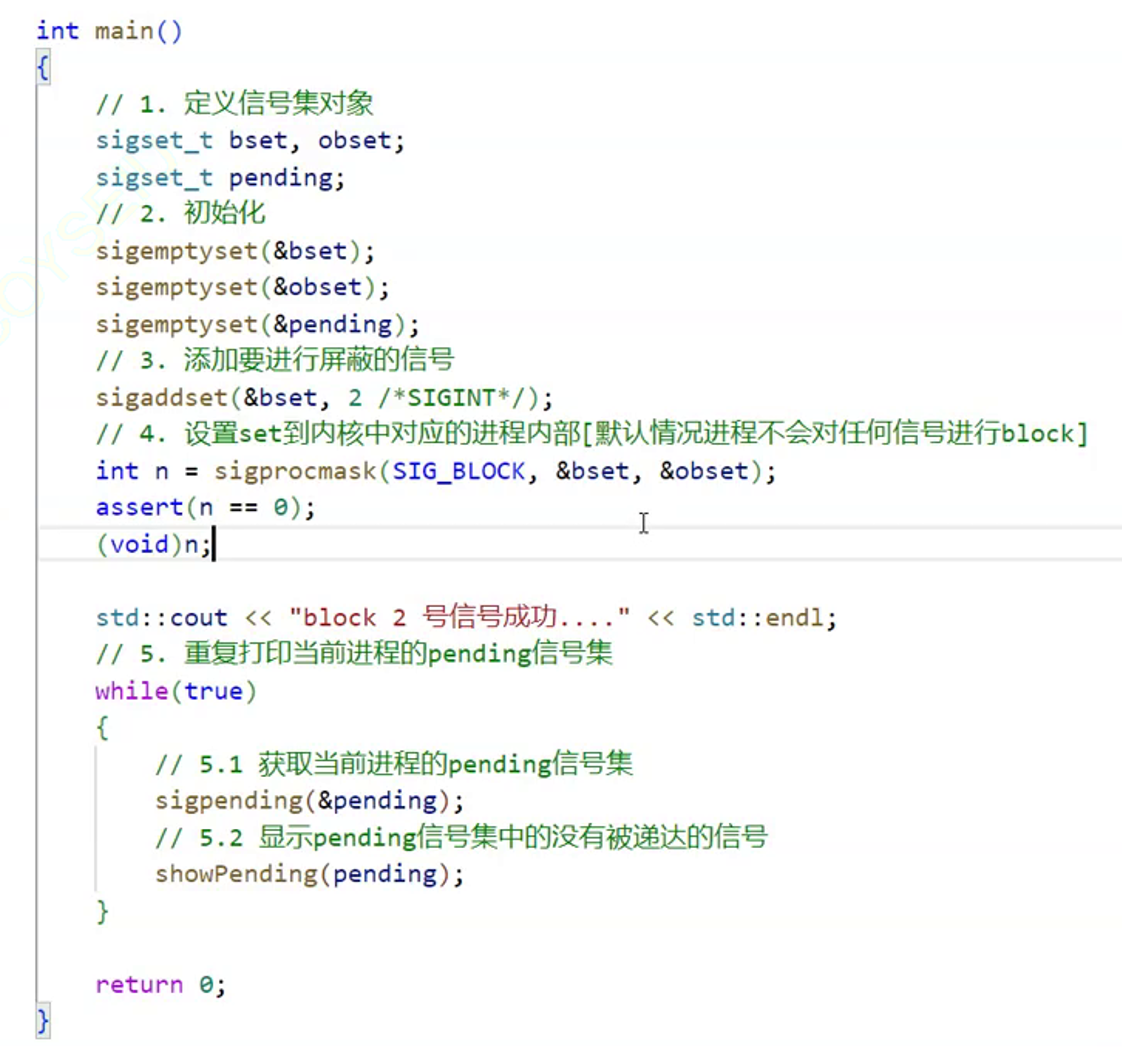 int main()
{
// 1. 定义信号集对象
sigset_t bset, obset;
sigset_t pending;
// 2. 初始化
sigemptyset(&bset);
sigemptyset(&obset);
sigemptyset(&pending);
// 3. 添加要进行屏蔽的信号
sigaddset(&bset, 2 /*SIGINT*/);
// 4. 设置set到内核中对应的进程内部[默认情况进程不会对任何信号进行block]
int n = sigprocmask(SIG_BLOCK, &bset, &obset);
assert(n == 0);
(void)n;
std::cout << "block 2 号信号成功...." << std::endl;
// 5. 重复打印当前进程的pending信号集
while(true)
{
// 5.1 获取当前进程的pending信号集
sigpending(&pending);
// 5.2 显示pending信号集中的没有被递达的信号
showPending(pending);
}
return 0;
}